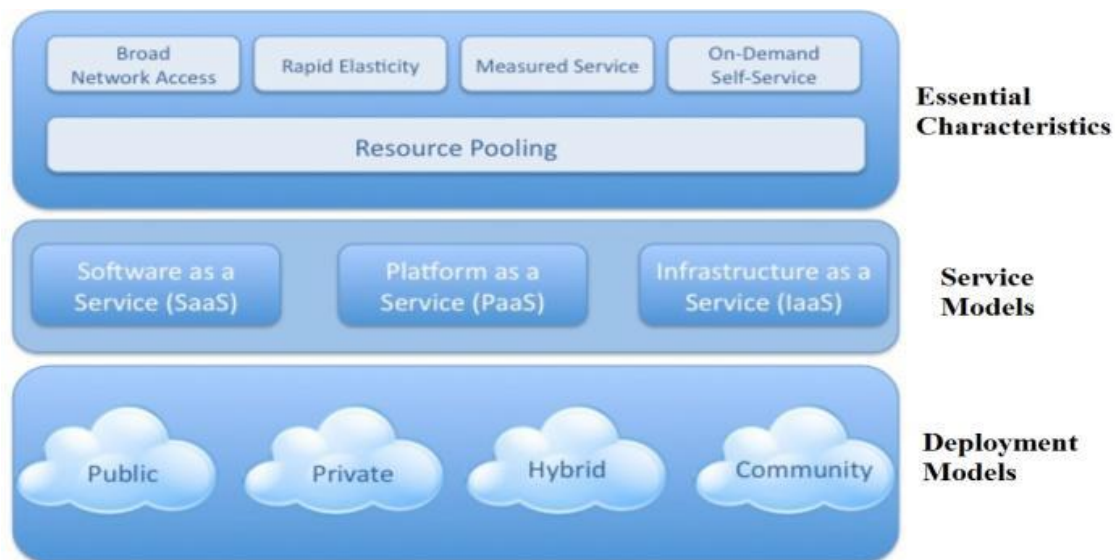 Broad
Network Access
Rapid Elasticity
Measured Service
On-Demand
Self-Service
Resource Pooling
Essential
Characteristics
Software as a
Service (SaaS)
Platform as a
Service (PaaS)
Infrastructure as a
Service (IaaS)
Service
Models
Public
Private
Hybrid
Community
Deployment
Models